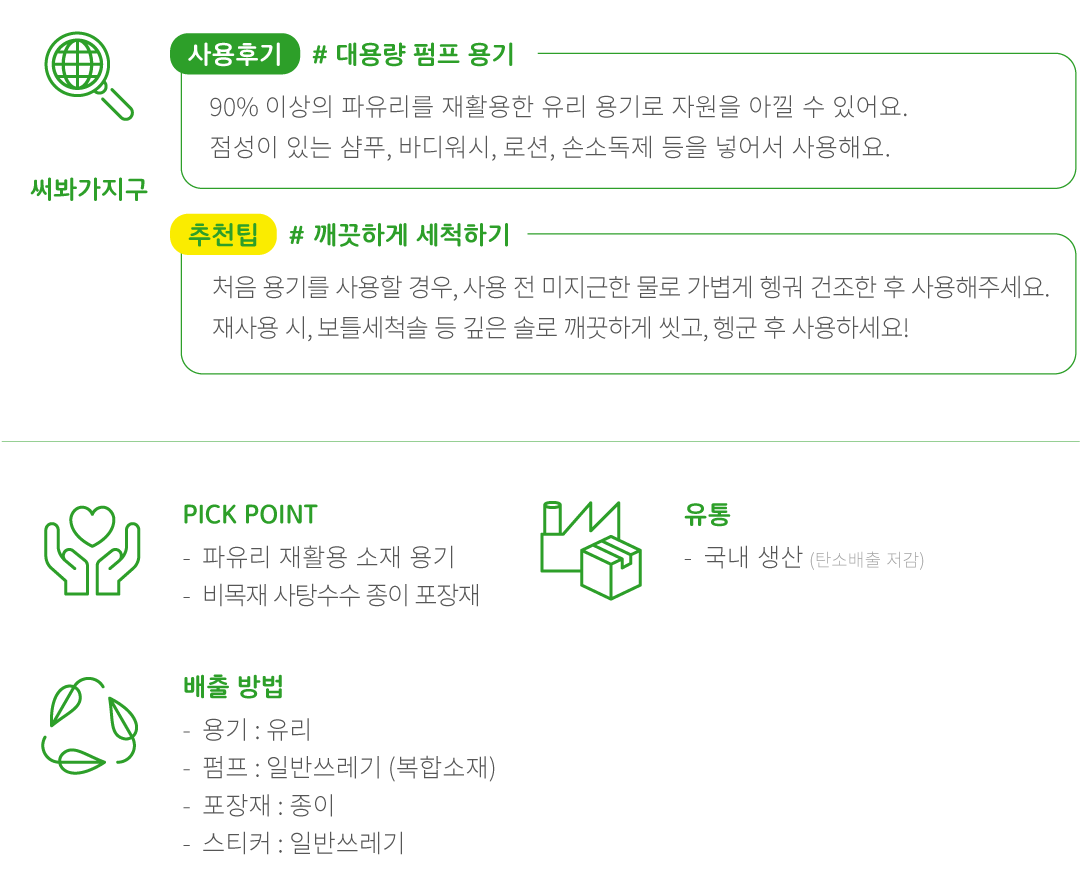 사용후기 # 대용량 펌프 용기
90% 이상의 파유리를 재활용한 유리 용기로 자원을 아낄 수 있어요.
점성이 있는 샴푸, 바디워시, 로션, 손소독제 등을 넣어서 사용해요.
써봐가지구
추천팁 # 깨끗하게 세척하기
처음 용기를 사용할 경우, 사용 전 미지근한 물로 가볍게 헹궈 건조한 후 사용해주세요.
재사용 시, 보틀세척솔 등 깊은 솔로 깨끗하게 씻고, 헹군 후 사용하세요!
PICK POINT
- 파유리 재활용 소재 용기
- 비목재 사탕수수 종이 포장재
유통
- 국내 생산 (탄소배출 저감)
배출 방법
- 용기 : 유리
- 펌프 : 일반쓰레기 (복합소재)
- 포장재 : 종이
- 스티커 : 일반쓰레기